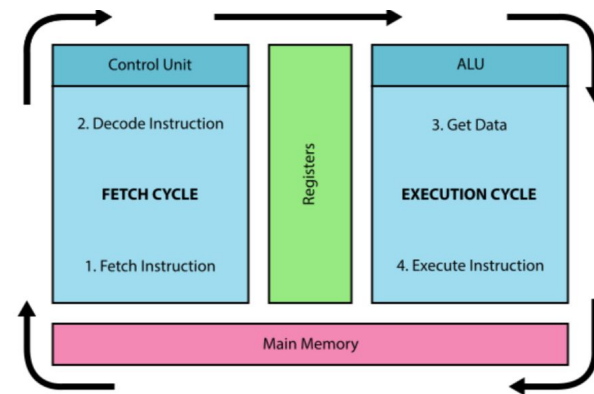 Control Unit
2. Decode Instruction
FETCH CYCLE
1. Fetch Instruction
Registers
ALU
3. Get Data
EXECUTION CYCLE
4. Execute Instruction
Main Memory